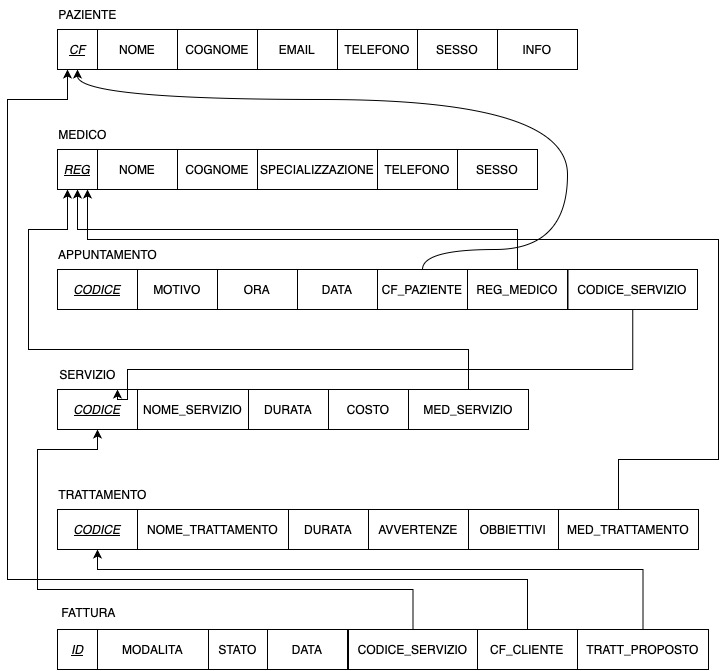 PAZIENTE
CF NOME COGNOME EMAIL TELEFONO SESSO INFO
MEDICO
REG NOME COGNOME SPECIALIZZAZIONE TELEFONO SESSO
APPUNTAMENTO
CODICE MOTIVO ORA DATA CF_PAZIENTE REG_MEDICO CODICE_SERVIZIO
SERVIZIO
CODICE NOME_SERVIZIO DURATA COSTO MED_SERVIZIO
TRATTAMENTO
CODICE NOME_TRATTAMENTO DURATA AVVERTENZE OBBIETTIVI MED_TRATTAMENTO
FATTURA
ID MODALITA STATO DATA CODICE_SERVIZIO CF_CLIENTE TRATT_PROPOSTO